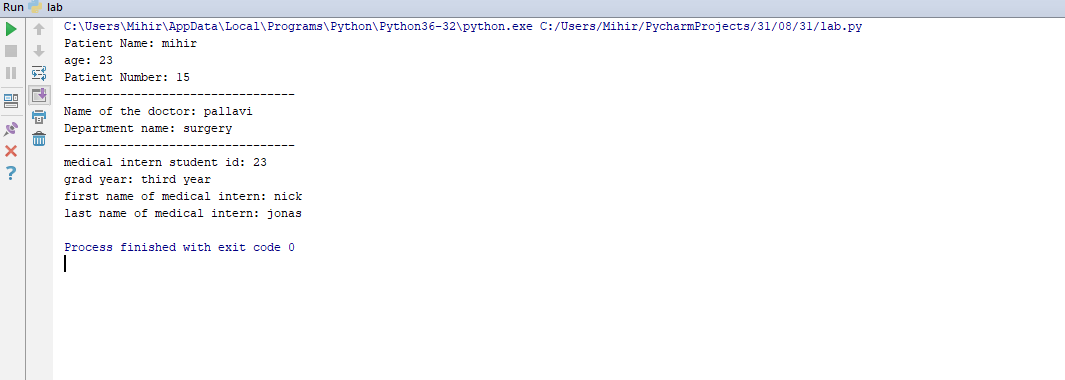 Run lab
C:\Users\Mihir\AppData\Local\Programs\Python\Python36-32\python.exe C:/Users/Mihir/PycharmProjects/31/08/31/lab.py
Patient Name: mihir
age: 23
Patient Number: 15
---------------------------------
Name of the doctor: pallavi
Department name: surgery
---------------------------------
medical intern student id: 23
grad year: third year
first name of medical intern: nick
last name of medical intern: jonas
Process finished with exit code 0